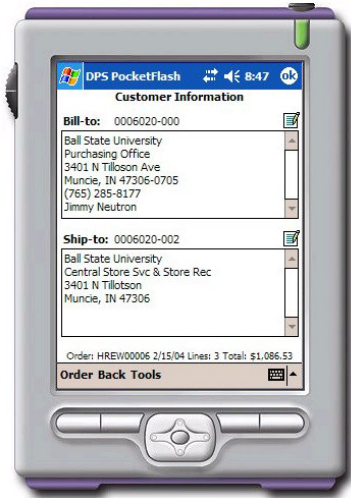 DPS PocketFlash 8:47 ok
Customer Information
Bill-to: 0006020-000
Ball State University
Purchasing Office
3401 N Tilloson Ave
Muncie, IN 47306-0705
(765) 285-8177
Jimmy Neutron
Ship-to: 0006020-002
Ball State University
Central Store Svc & Store Rec
3401 N Tillotson
Muncie, IN 47306
Order: HREW00006 2/15/04 Lines: 3 Total: $1,086.53
Order Back Tools